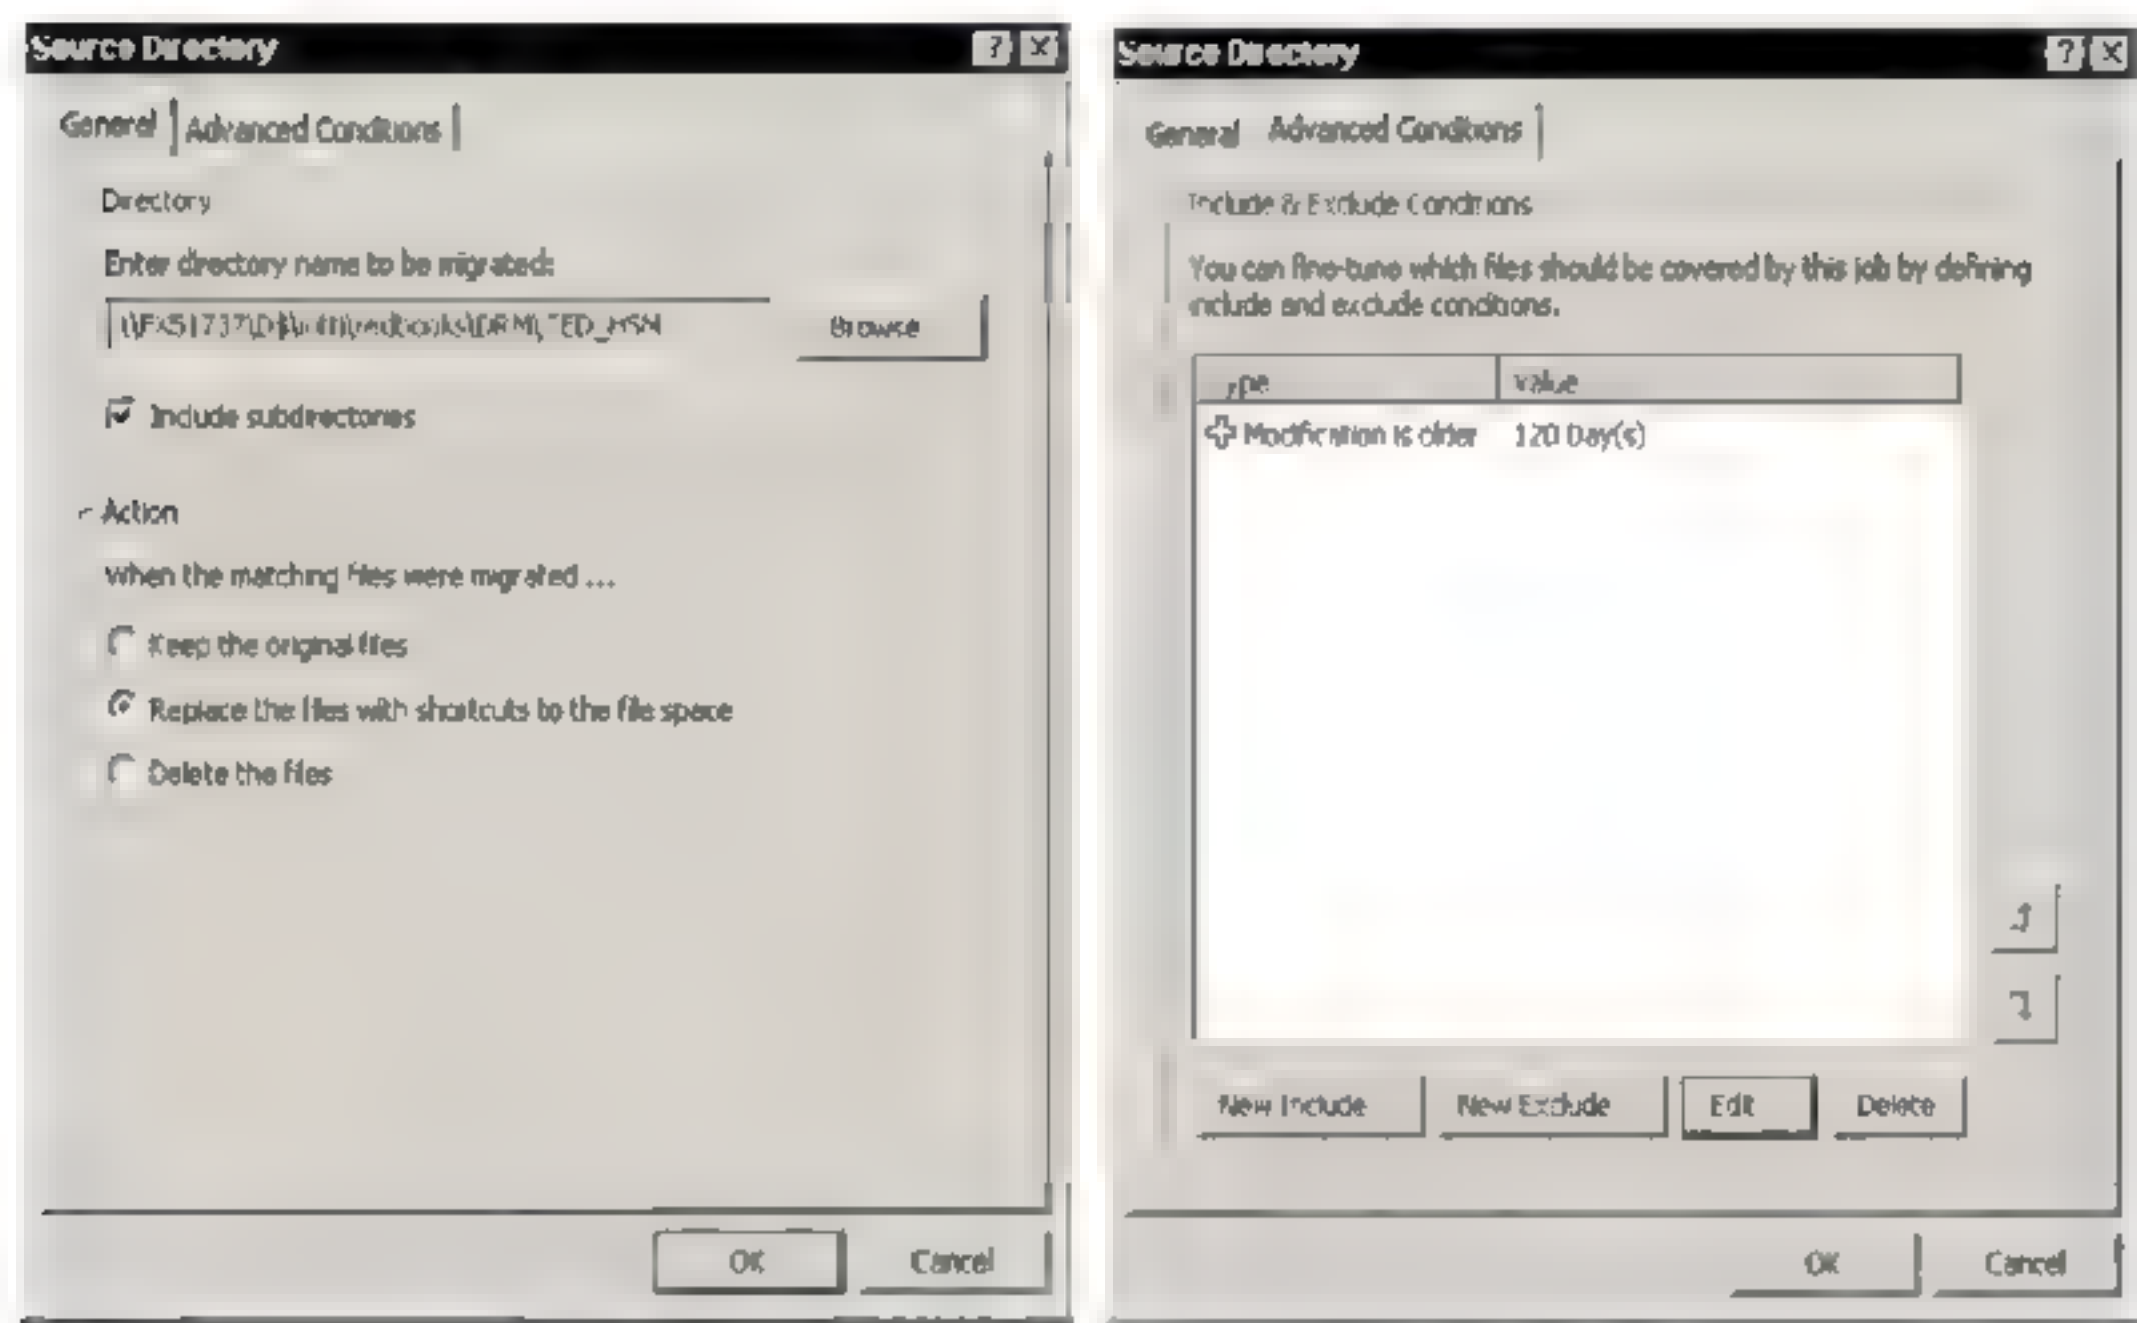 Source Directory
General
Advanced Conditions
Directory
Enter directory name to be migrated:
Browse
Include subdirectories
Action
When the matching files were migrated ...
Keep the original files
Replace the files with shortcuts to the file space
Delete the files
OK
Cancel
Source Directory
General
Advanced Conditions
Include & Exclude Conditions
You can fine-tune which files should be covered by this job by defining
include and exclude conditions.
Value
Modification is older
120 Day(s)
New Include
New Exclude
Edit
Delete
OK
Cancel